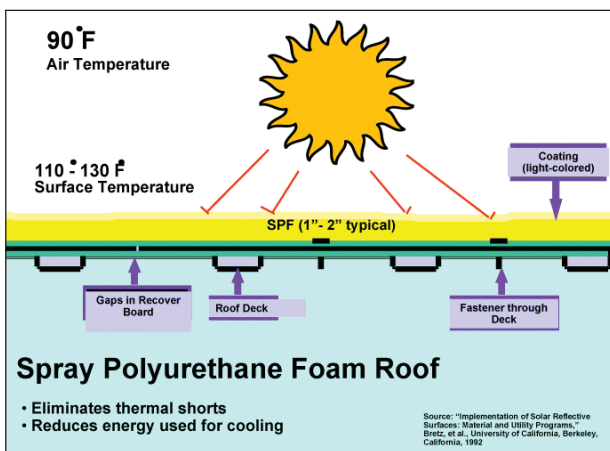 90°F
Air Temperature
110°-130°F
Surface Temperature
Coating
(light-colored)
SPF (1”- 2” typical)
Gaps in Recover
Board
Roof Deck
Fastener through
Deck
Spray Polyurethane Foam Roof
• Eliminates thermal shorts
• Reduces energy used for cooling
Source: “Implementation of Solar Reflective
Surfaces: Material and Utility Programs,”
Bretz, et al., University of California, Berkeley,
California, 1992